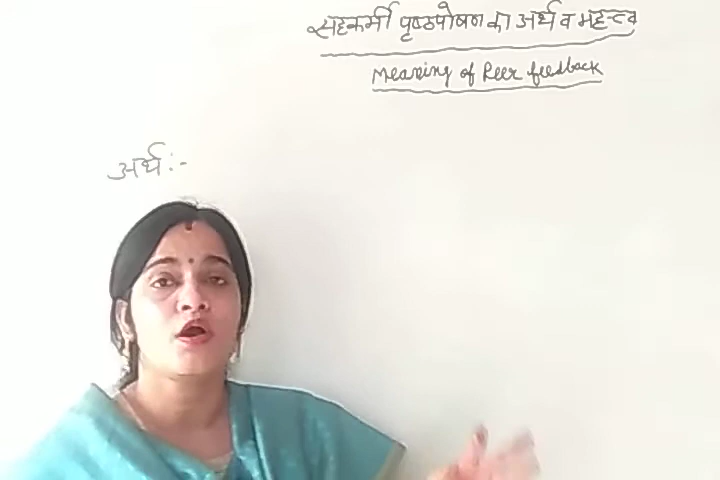 सहकर्मी पृष्ठपोषण का अर्थ व महत्त्व
Meaning of Peer feedback
अर्थ :-